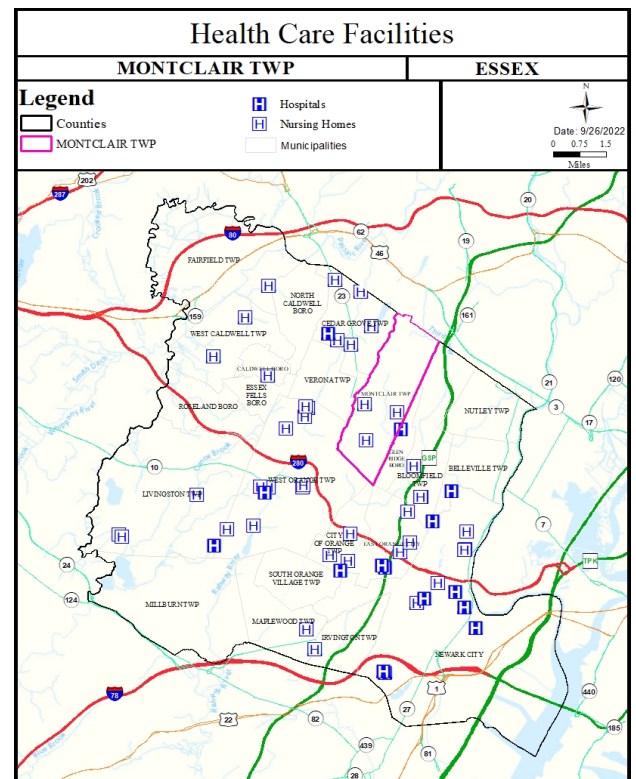 Health Care Facilities
MONTCLAIR TWP
ESSEX
Legend
Counties
MONTCLAIR TWP
H Hospitals
H Nursing Homes
Municipalities
N
Date: 9/26/2022
0 0.75 1.5
Miles
202
287
80
62
20
19
46
FAIRFIELD TWP
NORTH
CALDWELL
BORO
23
159
WEST CALDWELL TWP
CEDAR GROVE TWP
161
CALDWELL BORO
ESSEX
FELLS
BORO
VERONA TWP
MONTCLAIR TWP
21
120
3
17
ROSELAND BORO
NUTLEY TWP
10
280
GSP
BELLEVILLE TWP
BLOOMFIELD
TWP
LIVINGSTON TWP
WEST ORANGE TWP
7
CITY
OF ORANGE
TWP
24
TPK
124
SOUTH ORANGE
VILLAGE TWP
MILLBURN TWP
MAPLEWOOD TWP
IRVINGTON TWP
NEWARK CITY
78
1
440
22
82
27
185
439
81
28